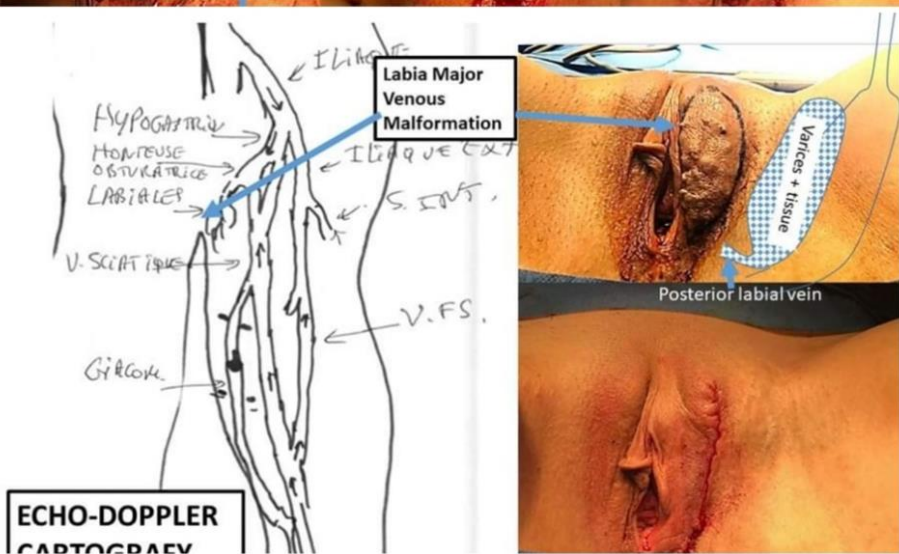 ILIAQUE
Labia Major
Venous
Malformation
HYPOGASTRIQ
HONTEUSE
OBTURATRICE
LABIALES
ILIAQUE EXT
S. INT.
V. SCIATIQUE
V.FS.
GIACOM.
Varices + tissue
Posterior labial vein
ECHO-DOPPLER
CARTOGRAFY